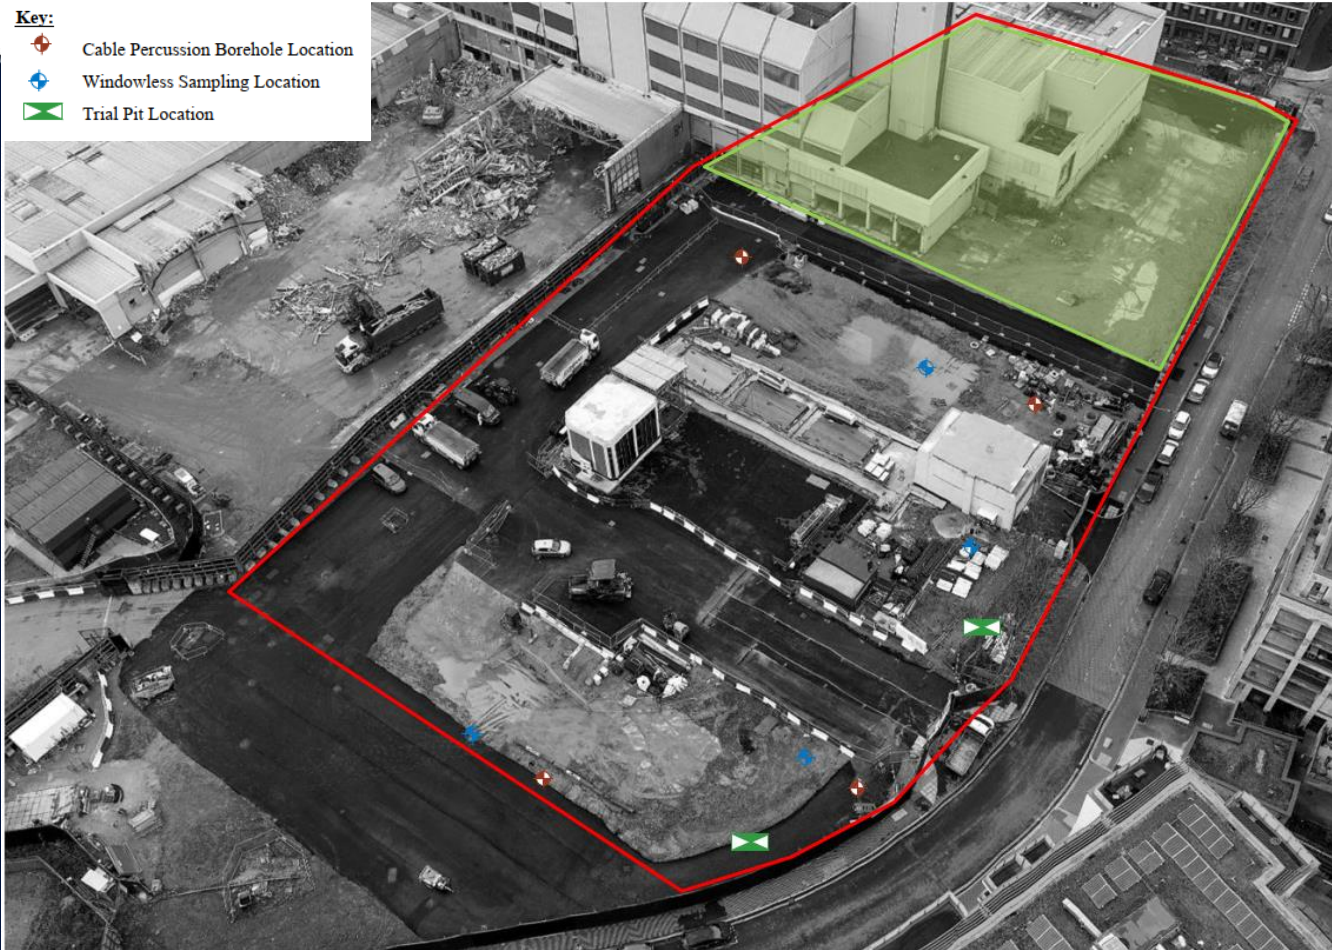 Key:
Cable Percussion Borehole Location
Windowless Sampling Location
Trial Pit Location